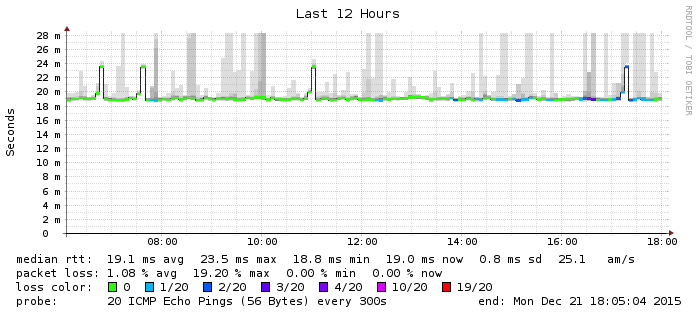 Last 12 Hours
RRDTOOL / TOBI OETIKER
Seconds
28 m
26 m
24 m
22 m
20 m
18 m
16 m
14 m
12 m
10 m
8 m
6 m
4 m
2 m
0
08:00 10:00 12:00 14:00 16:00 18:00
median rtt: 19.1 ms avg 23.5 ms max 18.8 ms min 19.0 ms now 0.8 ms sd 25.1 am/s
packet loss: 1.08 % avg 19.20 % max 0.00 % min 0.00 % now
loss color: 0 1/20 2/20 3/20 4/20 10/20 19/20
probe: 20 ICMP Echo Pings (56 Bytes) every 300s end: Mon Dec 21 18:05:04 2015